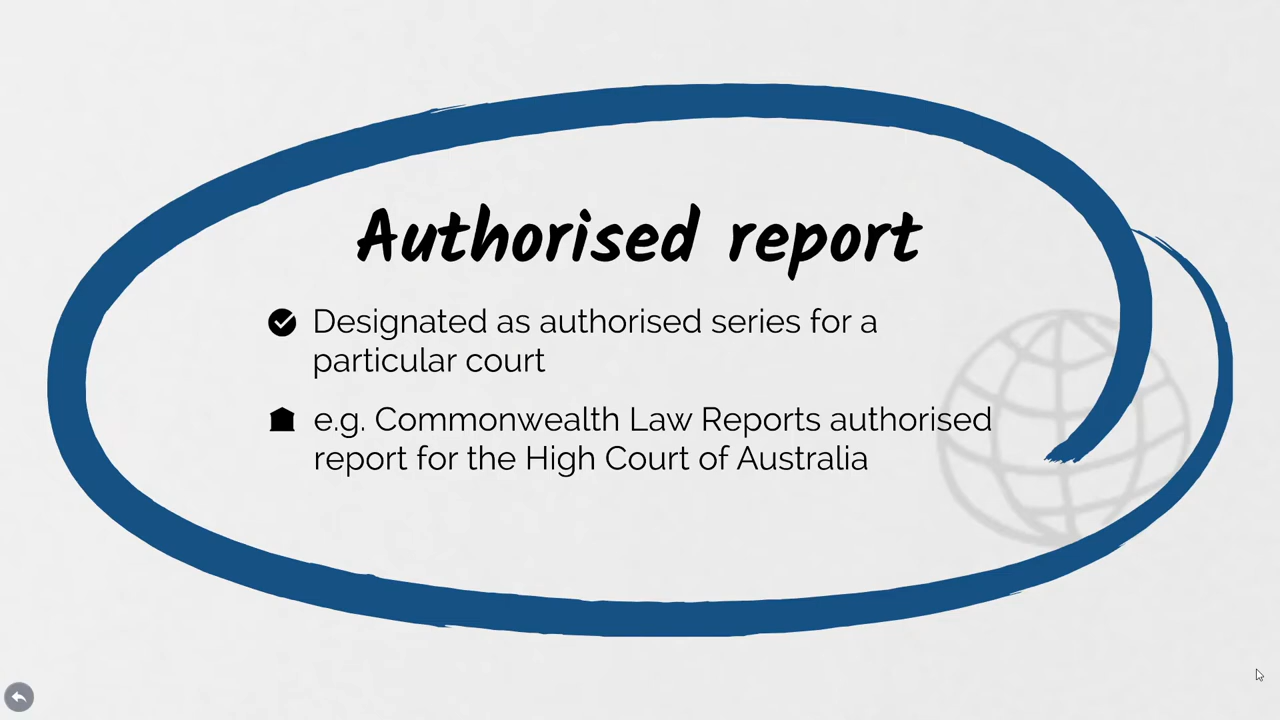 Authorised report
Designated as authorised series for a
particular court
e.g. Commonwealth Law Reports authorised
report for the High Court of Australia